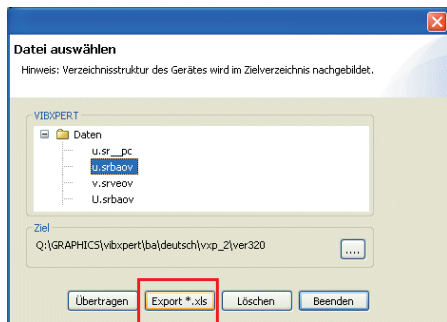 Datei auswählen
Hinweis: Verzeichnisstruktur des Gerätes wird im Zielverzeichnis nachgebildet.
VIBXPERT
Daten
u.sr__pc
u.srbaov
v.srveov
U.srbaov
Ziel
Q:\GRAPHICS\vibxpert\ba\deutsch\vxp_2\ver320
....
Übertragen Export *.xls Löschen Beenden